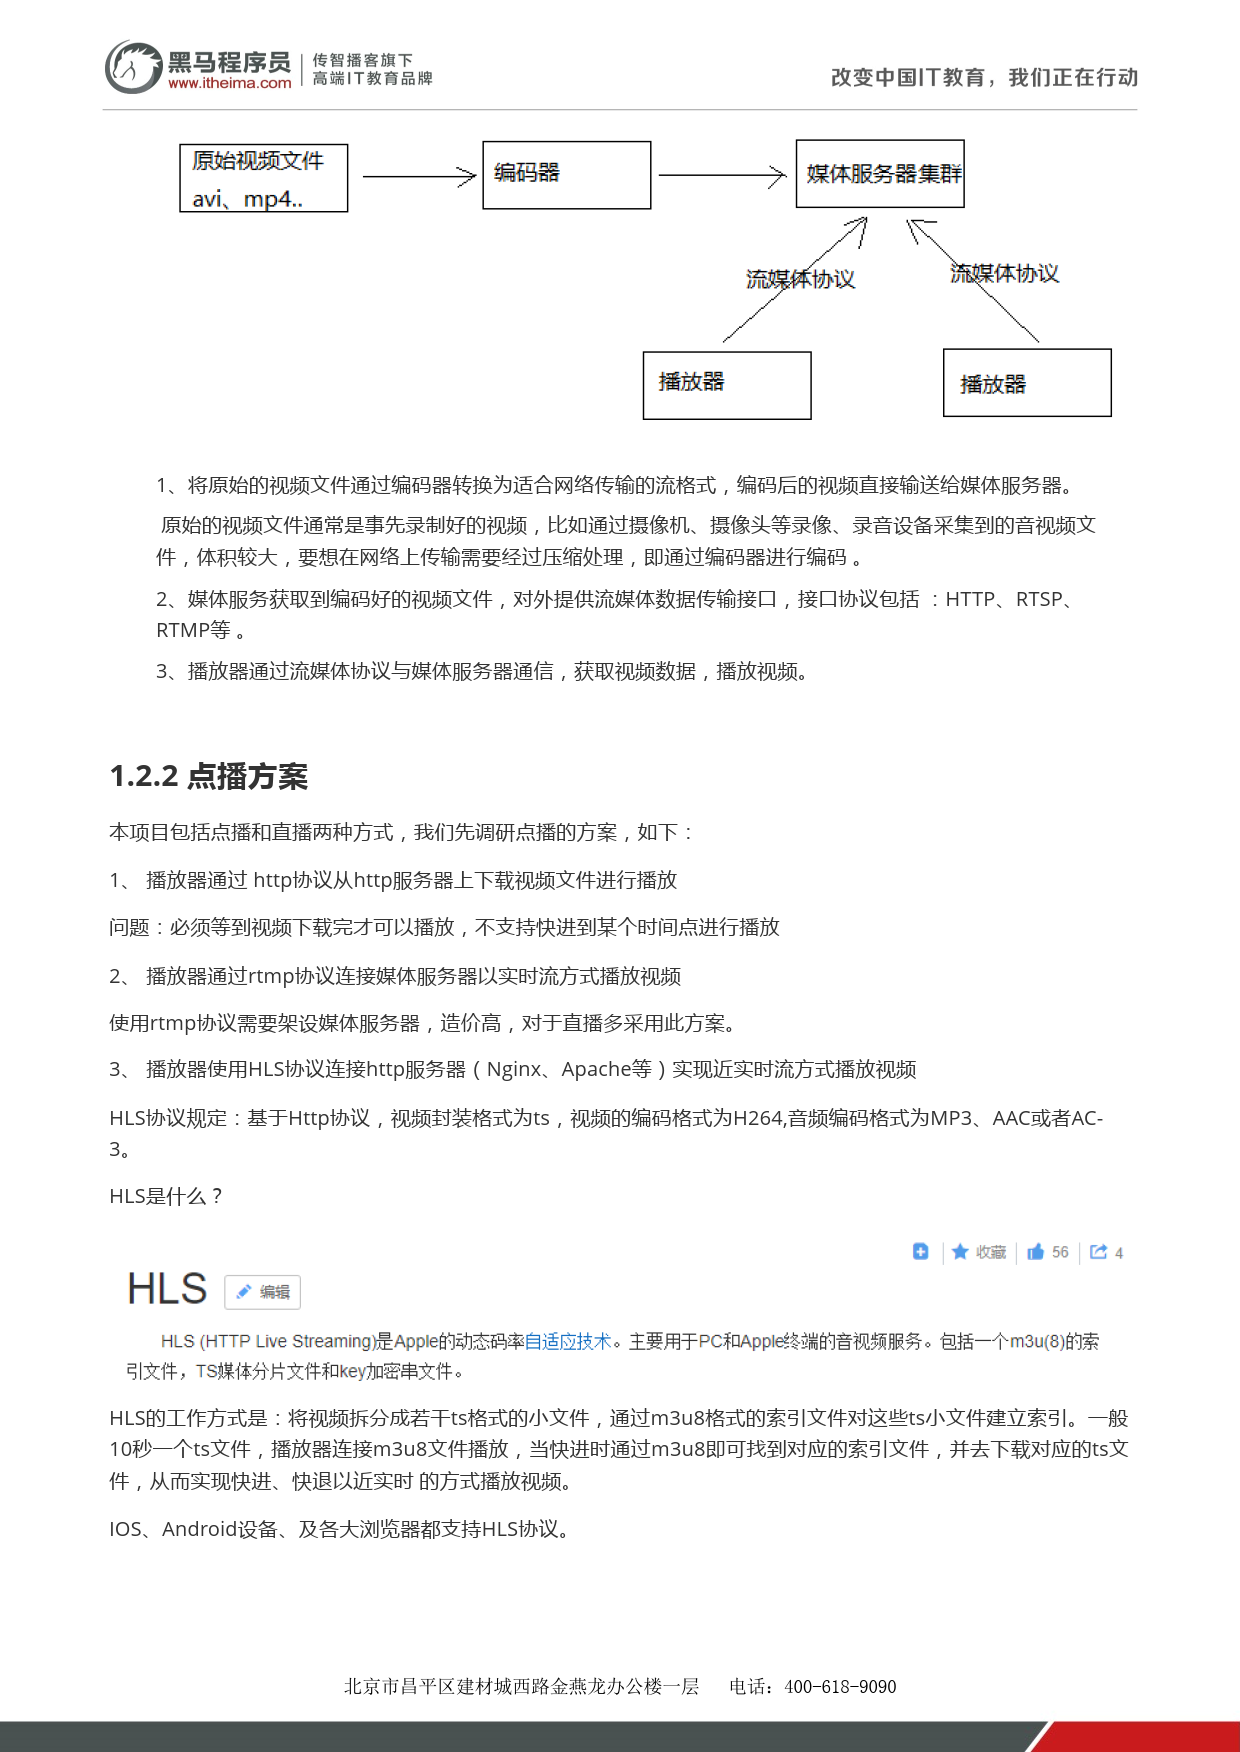 黑马程序员
www.itheima.com
传智播客旗下
高端IT教育品牌
改变中国IT教育，我们正在行动
原始视频文件
avi、mp4..
编码器
媒体服务器集群
流媒体协议
流媒体协议
播放器
播放器
1、将原始的视频文件通过编码器转换为适合网络传输的流格式，编码后的视频直接输送给媒体服务器。
原始的视频文件通常是事先录制好的视频，比如通过摄像机、摄像头等录像、录音设备采集到的音视频文
件，体积较大，要想在网络上传输需要经过压缩处理，即通过编码器进行编码 。
2、媒体服务获取到编码好的视频文件，对外提供流媒体数据传输接口，接口协议包括 ：HTTP、RTSP、
RTMP等 。
3、播放器通过流媒体协议与媒体服务器通信，获取视频数据，播放视频。
1.2.2 点播方案
本项目包括点播和直播两种方式，我们先调研点播的方案，如下：
1、 播放器通过 http协议从http服务器上下载视频文件进行播放
问题：必须等到视频下载完才可以播放，不支持快进到某个时间点进行播放
2、 播放器通过rtmp协议连接媒体服务器以实时流方式播放视频
使用rtmp协议需要架设媒体服务器，造价高，对于直播多采用此方案。
3、 播放器使用HLS协议连接http服务器（Nginx、Apache等）实现近实时流方式播放视频
HLS协议规定：基于Http协议，视频封装格式为ts，视频的编码格式为H264,音频编码格式为MP3、AAC或者AC-
3。
HLS是什么？
收藏 56 4
HLS 编辑
HLS (HTTP Live Streaming)是Apple的动态码率自适应技术。主要用于PC和Apple终端的音视频服务。包括一个m3u(8)的索
引文件，TS媒体分片文件和key加密串文件。
HLS的工作方式是：将视频拆分成若干ts格式的小文件，通过m3u8格式的索引文件对这些ts小文件建立索引。一般
10秒一个ts文件，播放器连接m3u8文件播放，当快进时通过m3u8即可找到对应的索引文件，并去下载对应的ts文
件，从而实现快进、快退以近实时 的方式播放视频。
IOS、Android设备、及各大浏览器都支持HLS协议。
北京市昌平区建材城西路金燕龙办公楼一层 电话：400-618-9090